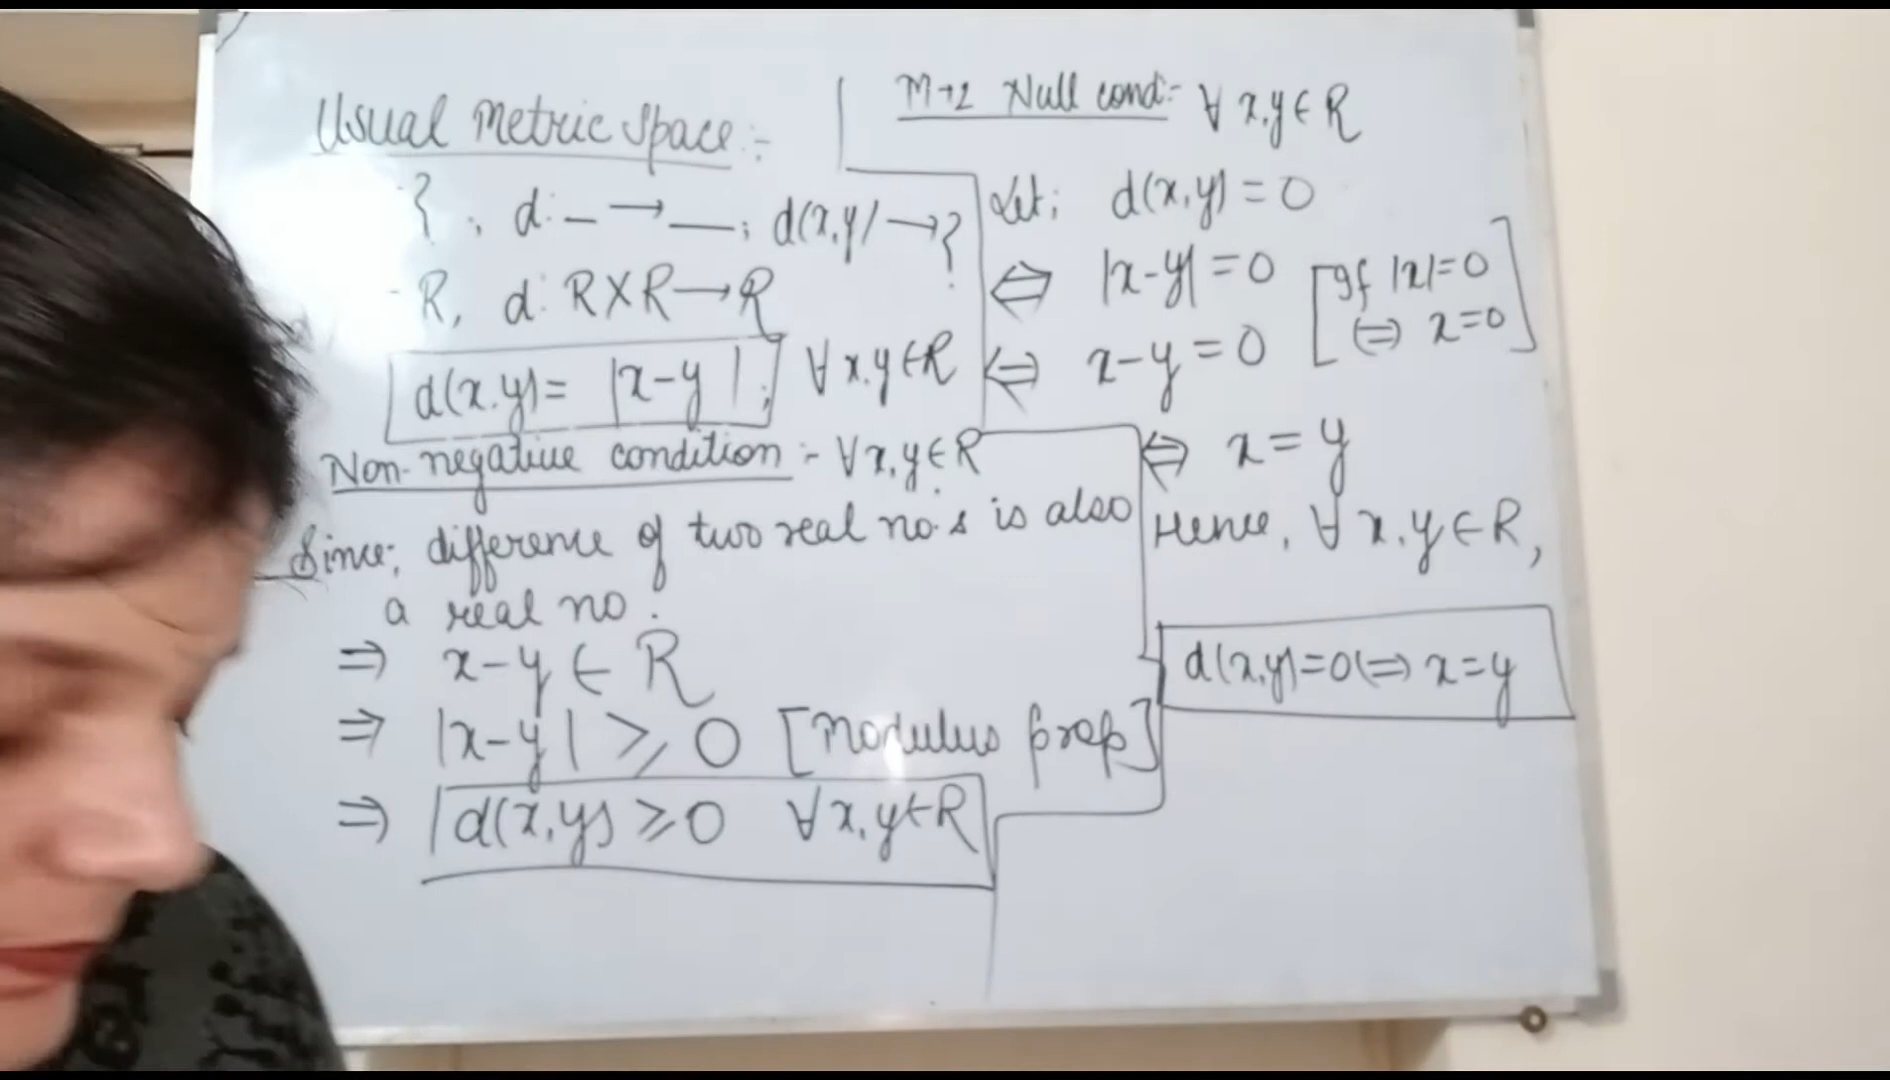 Usual Metric Space :-
? , d: — → — ; d(x,y) → ?
R, d: R×R → R
d(x,y) = |x-y| ; ∀ x,y ∈ R
Non-negative condition :- ∀ x,y ∈ R
Since; difference of two real no.s is also
a real no.
⇒ x-y ∈ R
⇒ |x-y| ≥ 0 [Modulus prop]
⇒ d(x,y) ≥ 0 ∀ x,y ∈ R
M-2 Null cond:- ∀ x,y ∈ R
Let; d(x,y) = 0
⇔ |x-y| = 0 [If |x|=0
⇔ x=0]
⇔ x-y = 0
⇔ x = y
Hence, ∀ x,y ∈ R,
d(x,y)=0 ⇔ x=y